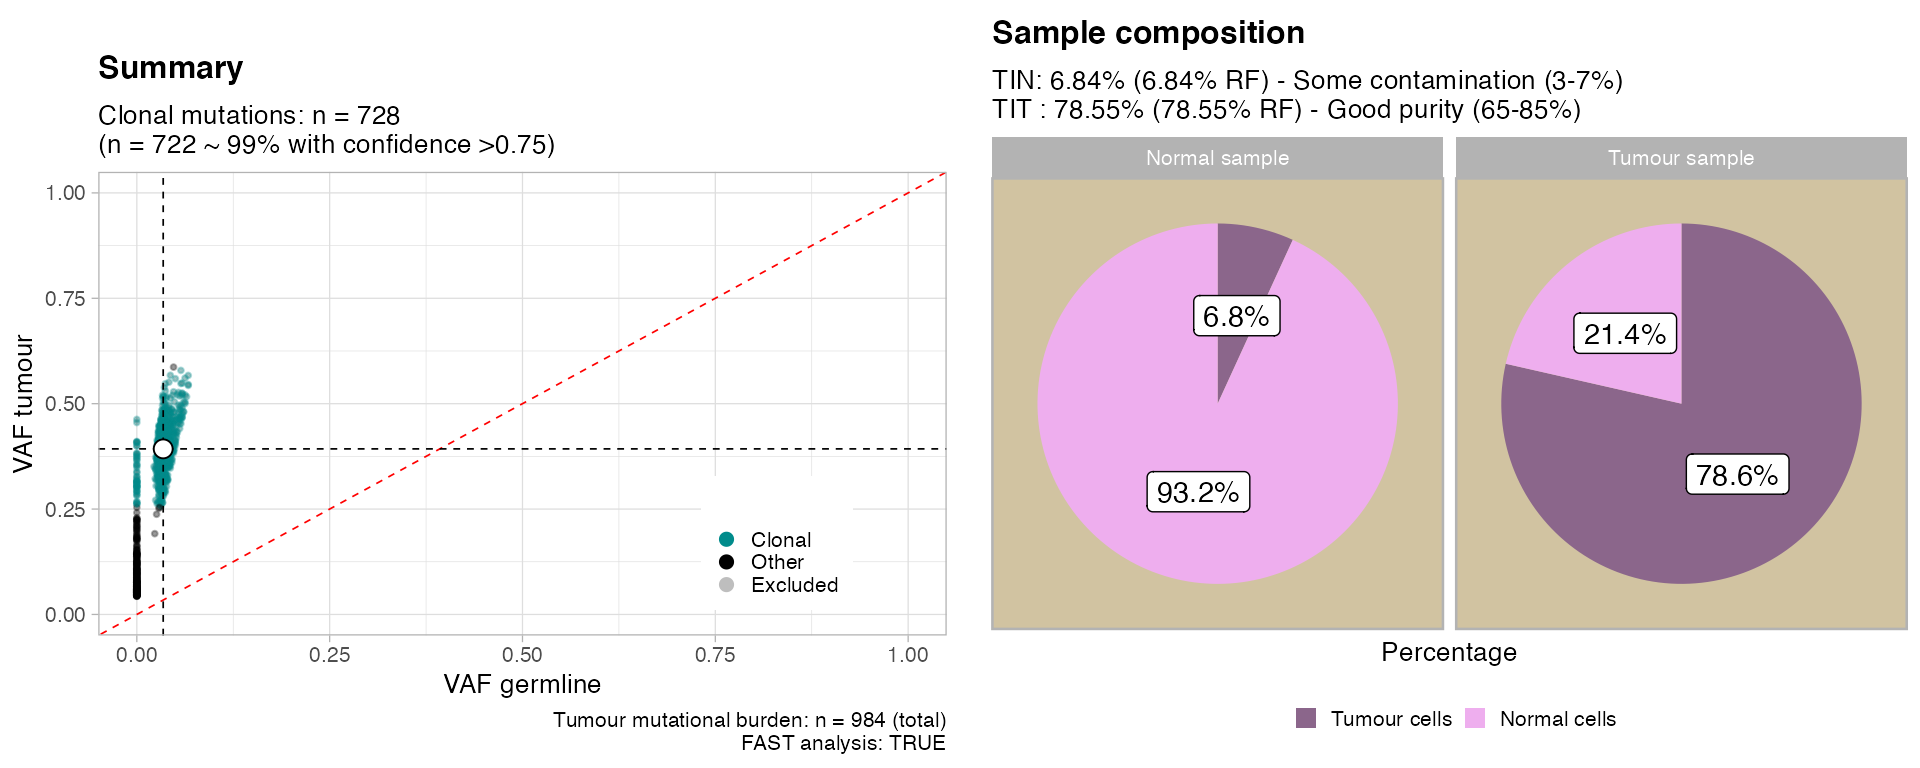 Summary
Clonal mutations: n = 728
(n = 722 ~ 99% with confidence >0.75)
VAF tumour
1.00
0.75
0.50
0.25
0.00
0.00 0.25 0.50 0.75 1.00
VAF germline
Clonal
Other
Excluded
Tumour mutational burden: n = 984 (total)
FAST analysis: TRUE
Sample composition
TIN: 6.84% (6.84% RF) - Some contamination (3-7%)
TIT : 78.55% (78.55% RF) - Good purity (65-85%)
Normal sample
6.8%
93.2%
Tumour sample
21.4%
78.6%
Percentage
Tumour cells Normal cells